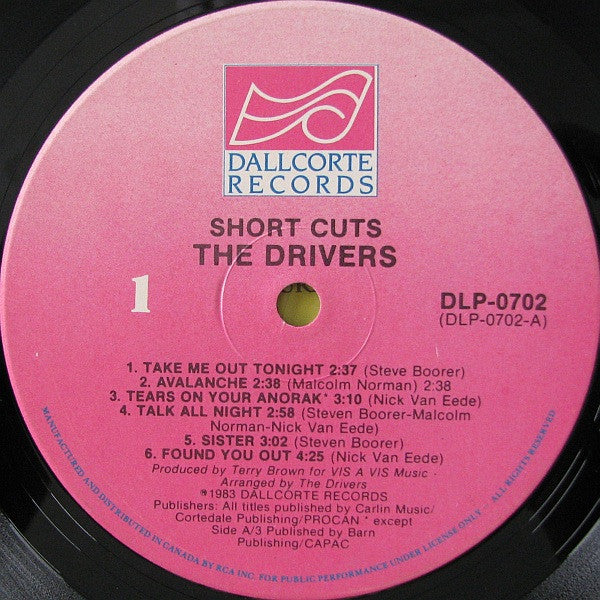 DALLCORTE
RECORDS
SHORT CUTS
THE DRIVERS
1
DLP-0702
(DLP-0702-A)
1. TAKE ME OUT TONIGHT 2:37 (Steve Boorer)
2. AVALANCHE 2:38 (Malcolm Norman) 2:38
3. TEARS ON YOUR ANORAK* 3:10 (Nick Van Eede)
4. TALK ALL NIGHT 2:58 (Steven Boorer-Malcolm
Norman-Nick Van Eede)
5. SISTER 3:02 (Steven Boorer)
6. FOUND YOU OUT 4:25 (Nick Van Eede)
Produced by Terry Brown for VIS A VIS Music -
Arranged by The Drivers
℗1983 DALLCORTE RECORDS
Publishers: All titles published by Carlin Music/
Cortedale Publishing/PROCAN * except
Side A/3 Published by Barn
Publishing/CAPAC
MANUFACTURED AND DISTRIBUTED IN CANADA BY RCA INC. FOR PUBLIC PERFORMANCE UNDER LICENSE ONLY ALL RIGHTS RESERVED